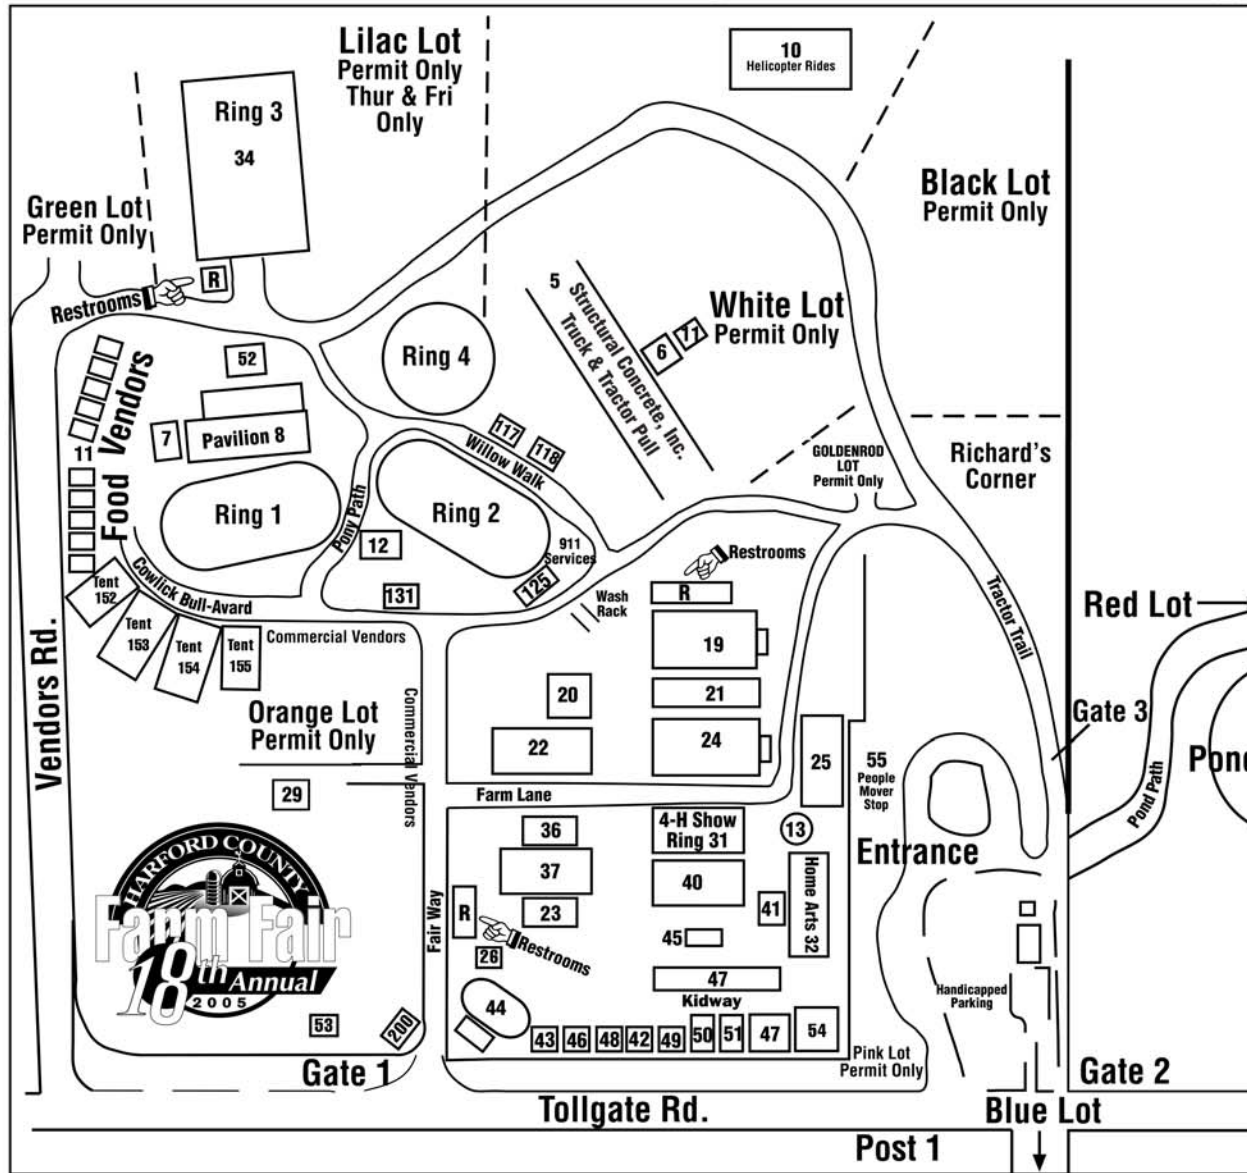 Lilac Lot
Permit Only
Thur & Fri
Only
10
Helicopter Rides
Ring 3
34
Black Lot
Permit Only
Green Lot
Permit Only
R
Restrooms
5
Structural Concrete, Inc.
Truck & Tractor Pull
White Lot
Permit Only
6
77
Ring 4
52
Food Vendors
11
7
Pavilion 8
117
118
Willow Walk
GOLDENROD
LOT
Permit Only
Richard's
Corner
Ring 1
Ring 2
Pony Path
12
911
Services
125
131
Restrooms
R
Wash
Rack
Tent
152
Cowlick Bull-Avard
Tent
153
Tent
154
Tent
155
Commercial Vendors
Tractor Trail
Red Lot
19
21
20
22
24
25
Orange Lot
Permit Only
Commercial Vendors
Vendors Rd.
Gate 3
55
People
Mover
Stop
Pond
Pond Path
29
Farm Lane
36
4-H Show
Ring 31
13
Entrance
37
40
HARFORD COUNTY
Farm Fair
18th Annual
2005
Fair Way
R
23
41
Home Arts 32
45
Restrooms
26
47
Kidway
44
Handicapped
Parking
53
200
43
46
48
42
49
50
51
47
54
Pink Lot
Permit Only
Gate 1
Gate 2
Tollgate Rd.
Blue Lot
Post 1